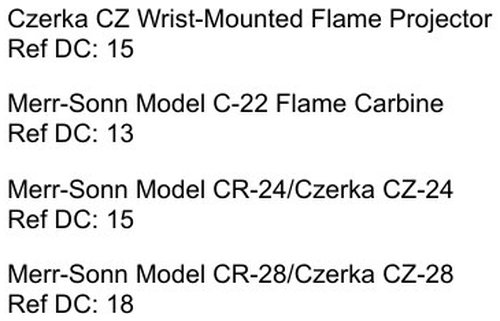 Czerka CZ Wrist-Mounted Flame Projector
Ref DC: 15
Merr-Sonn Model C-22 Flame Carbine
Ref DC: 13
Merr-Sonn Model CR-24/Czerka CZ-24
Ref DC: 15
Merr-Sonn Model CR-28/Czerka CZ-28
Ref DC: 18